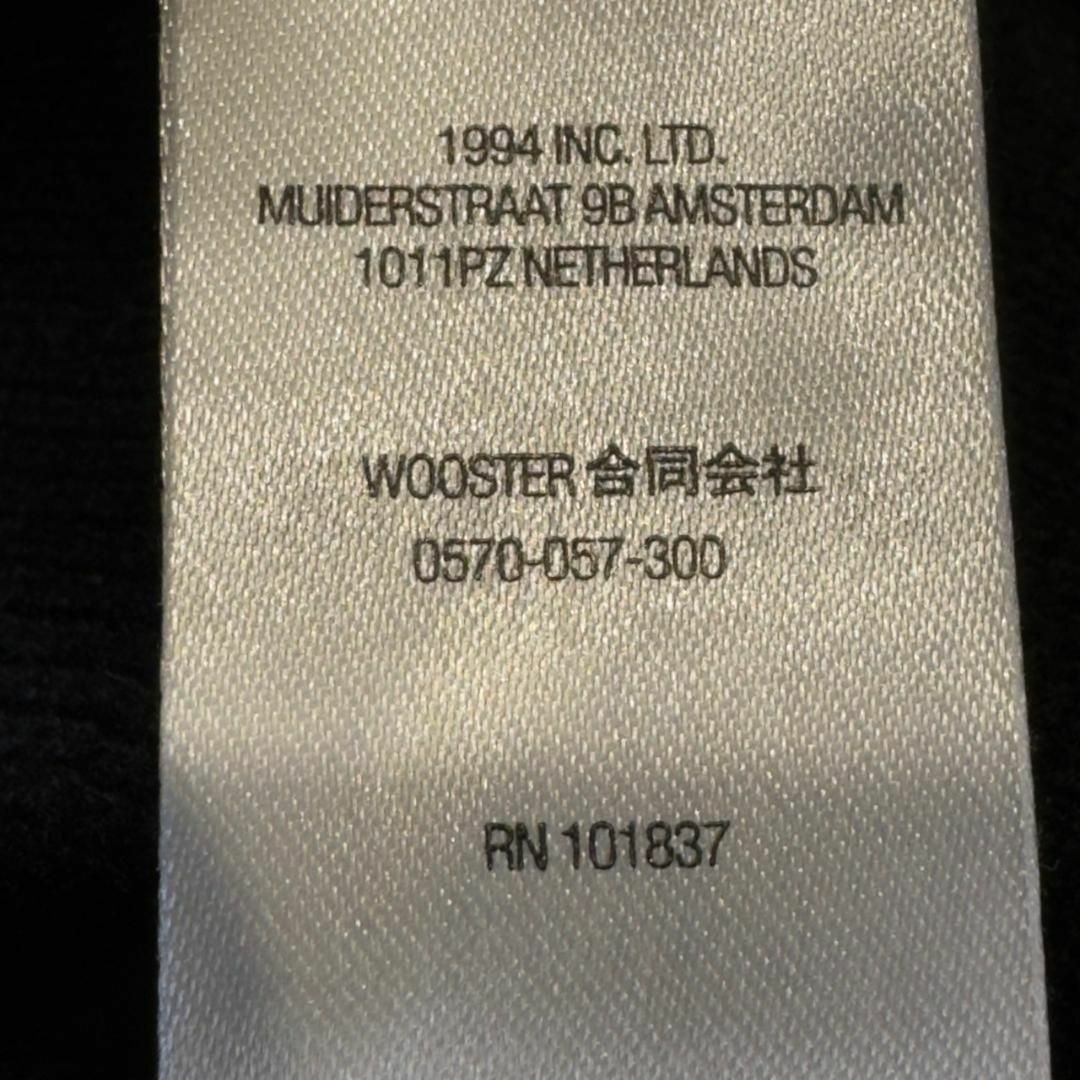 1994 INC. LTD.
MUIDERSTRAAT 9B AMSTERDAM
1011PZ NETHERLANDS
WOOSTER 合同会社
0570-057-300
RN 101837